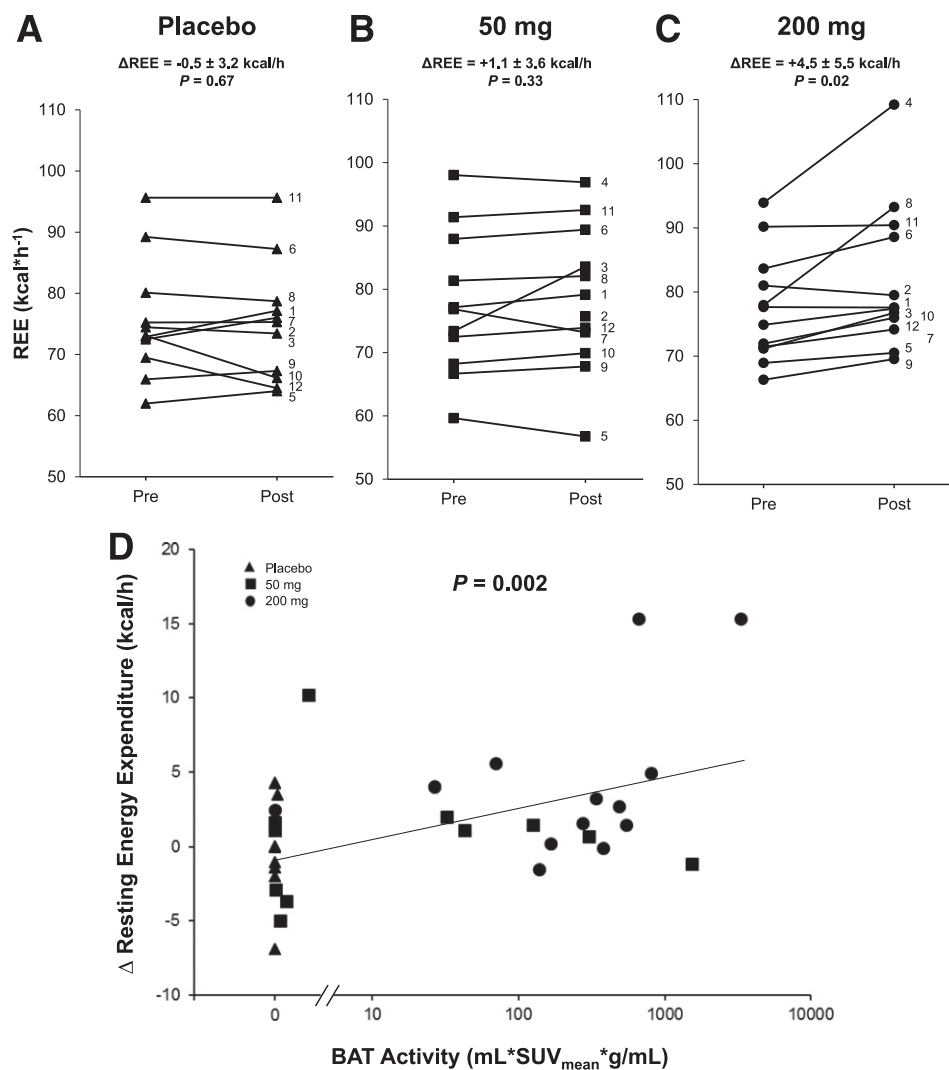 A Placebo
ΔREE = -0.5 ± 3.2 kcal/h
P = 0.67
REE (kcal*h⁻¹)
110
100
90
80
70
60
50
11
6
8
1
7
2
3
9
10
12
5
Pre Post
B 50 mg
ΔREE = +1.1 ± 3.6 kcal/h
P = 0.33
110
100
90
80
70
60
50
4
11
6
3
8
1
2
12
7
10
9
5
Pre Post
C 200 mg
ΔREE = +4.5 ± 5.5 kcal/h
P = 0.02
110
100
90
80
70
60
50
4
8
11
6
2
1
3 10
12 7
5
9
Pre Post
D
Δ Resting Energy Expenditure (kcal/h)
20
15
10
5
0
-5
-10
Placebo
50 mg
200 mg
P = 0.002
0 10 100 1000 10000
BAT Activity (mL*SUVmean*g/mL)